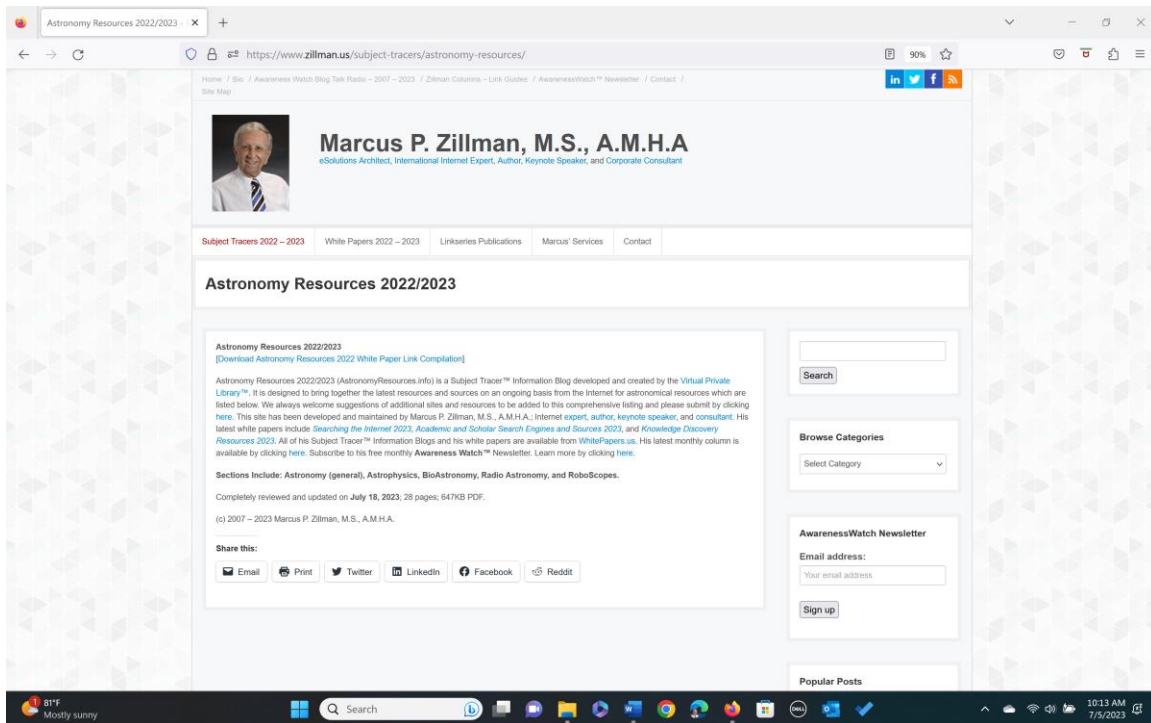 Astronomy Resources 2022/2023 -
https://www.zillman.us/subject-tracers/astronomy-resources/
90%
Home / Bio / Awareness Watch Blog Talk Radio – 2007 – 2023 / Zillman Columns – Link Guides / AwarenessWatch™ Newsletter / Contact /
Site Map
Marcus P. Zillman, M.S., A.M.H.A
eSolutions Architect, International Internet Expert, Author, Keynote Speaker, and Corporate Consultant
Subject Tracers 2022 – 2023
White Papers 2022 – 2023
Linkseries Publications
Marcus' Services
Contact
Astronomy Resources 2022/2023
Astronomy Resources 2022/2023
[Download Astronomy Resources 2022 White Paper Link Compilation]
Astronomy Resources 2022/2023 (AstronomyResources.info) is a Subject Tracer™ Information Blog developed and created by the Virtual Private
Library™. It is designed to bring together the latest resources and sources on an ongoing basis from the Internet for astronomical resources which are
listed below. We always welcome suggestions of additional sites and resources to be added to this comprehensive listing and please submit by clicking
here. This site has been developed and maintained by Marcus P. Zillman, M.S., A.M.H.A.; Internet expert, author, keynote speaker, and consultant. His
latest white papers include Searching the Internet 2023, Academic and Scholar Search Engines and Sources 2023, and Knowledge Discovery
Resources 2023. All of his Subject Tracer™ Information Blogs and his white papers are available from WhitePapers.us. His latest monthly column is
available by clicking here. Subscribe to his free monthly Awareness Watch™ Newsletter. Learn more by clicking here.
Sections Include: Astronomy (general), Astrophysics, BioAstronomy, Radio Astronomy, and RoboScopes.
Completely reviewed and updated on July 18, 2023; 28 pages; 647KB PDF.
(c) 2007 – 2023 Marcus P. Zillman, M.S., A.M.H.A.
Share this:
Email
Print
Twitter
LinkedIn
Facebook
Reddit
Search
Browse Categories
Select Category
AwarenessWatch Newsletter
Email address:
Your email address
Sign up
Popular Posts
1
81°F
Mostly sunny
Search
DELL
10:13 AM
7/5/2023